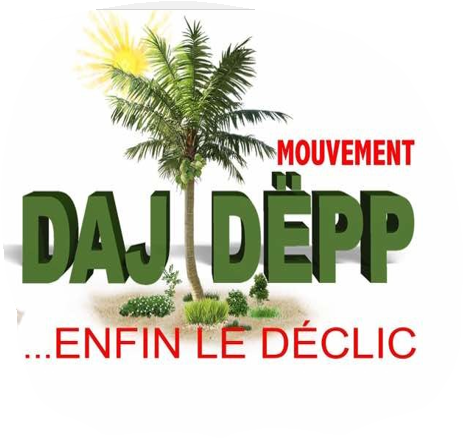 MOUVEMENT
DAJ DËPP
...ENFIN LE DÉCLIC